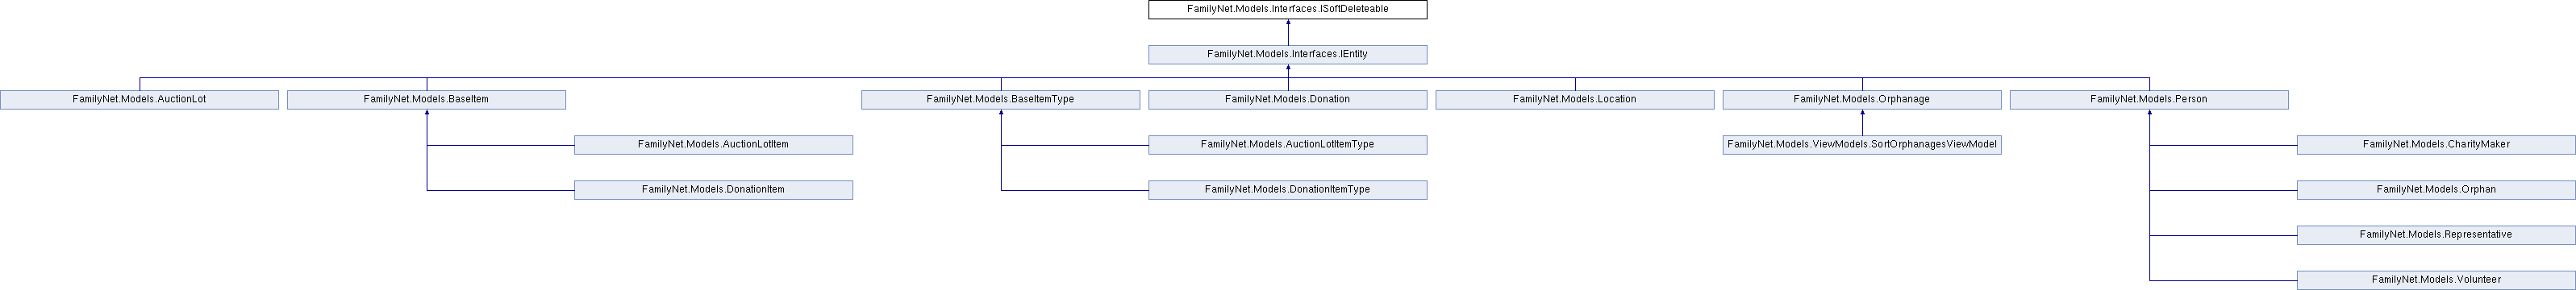 FamilyNet.Models.Interfaces.ISoftDeleteable
FamilyNet.Models.Interfaces.IEntity
FamilyNet.Models.AuctionLot
FamilyNet.Models.BaseItem
FamilyNet.Models.BaseItemType
FamilyNet.Models.Donation
FamilyNet.Models.Location
FamilyNet.Models.Orphanage
FamilyNet.Models.Person
FamilyNet.Models.AuctionLotItem
FamilyNet.Models.AuctionLotItemType
FamilyNet.Models.ViewModels.SortOrphanagesViewModel
FamilyNet.Models.CharityMaker
FamilyNet.Models.DonationItem
FamilyNet.Models.DonationItemType
FamilyNet.Models.Orphan
FamilyNet.Models.Representative
FamilyNet.Models.Volunteer